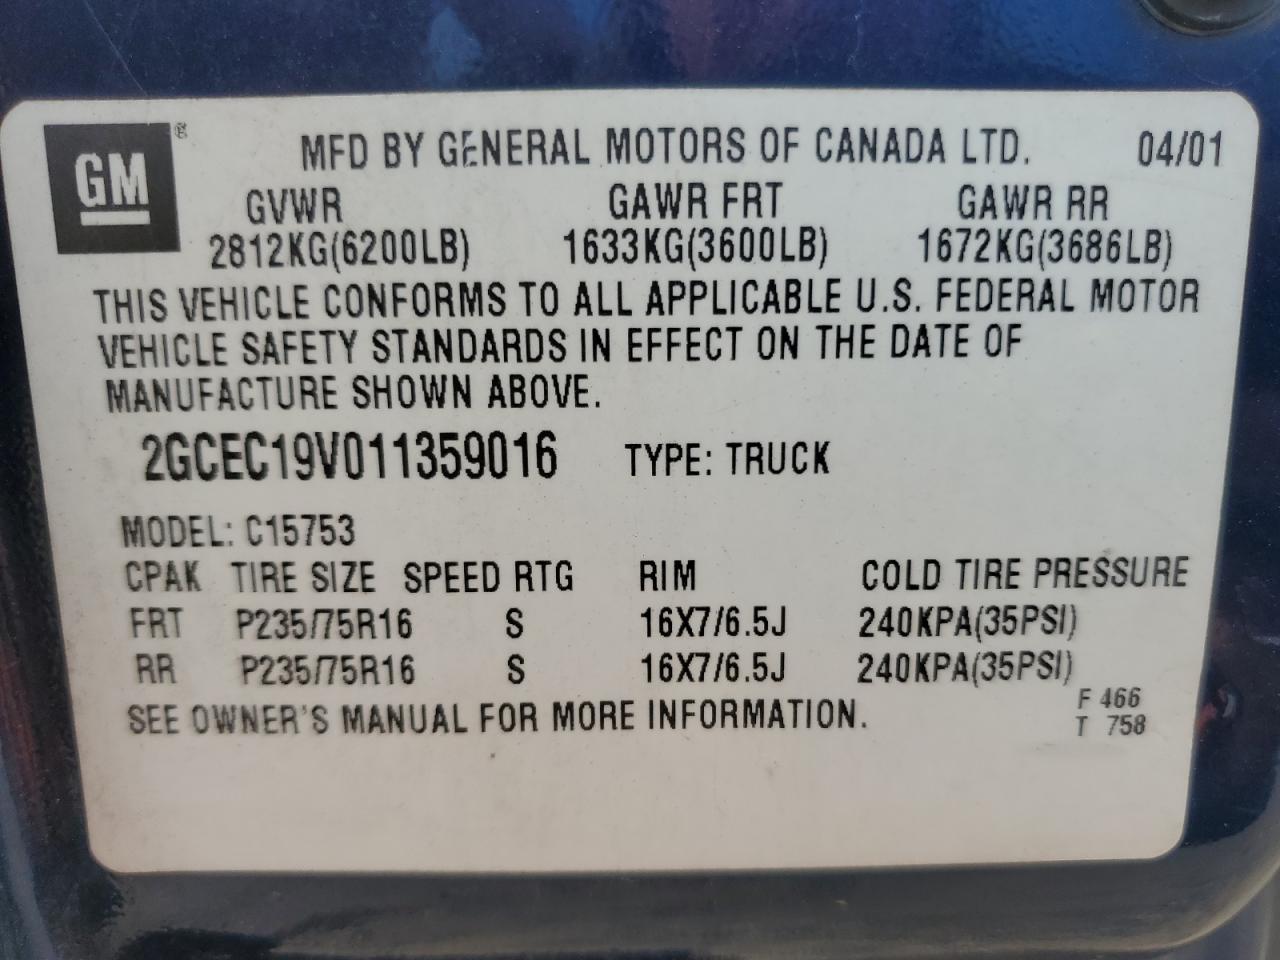 GM ®
MFD BY GENERAL MOTORS OF CANADA LTD. 04/01
GVWR GAWR FRT GAWR RR
2812KG(6200LB) 1633KG(3600LB) 1672KG(3686LB)
THIS VEHICLE CONFORMS TO ALL APPLICABLE U.S. FEDERAL MOTOR
VEHICLE SAFETY STANDARDS IN EFFECT ON THE DATE OF
MANUFACTURE SHOWN ABOVE.
2GCEC19V011359016 TYPE: TRUCK
MODEL: C15753
CPAK TIRE SIZE SPEED RTG RIM COLD TIRE PRESSURE
FRT P235/75R16 S 16X7/6.5J 240KPA(35PSI)
RR P235/75R16 S 16X7/6.5J 240KPA(35PSI)
SEE OWNER'S MANUAL FOR MORE INFORMATION.
F 466
T 758